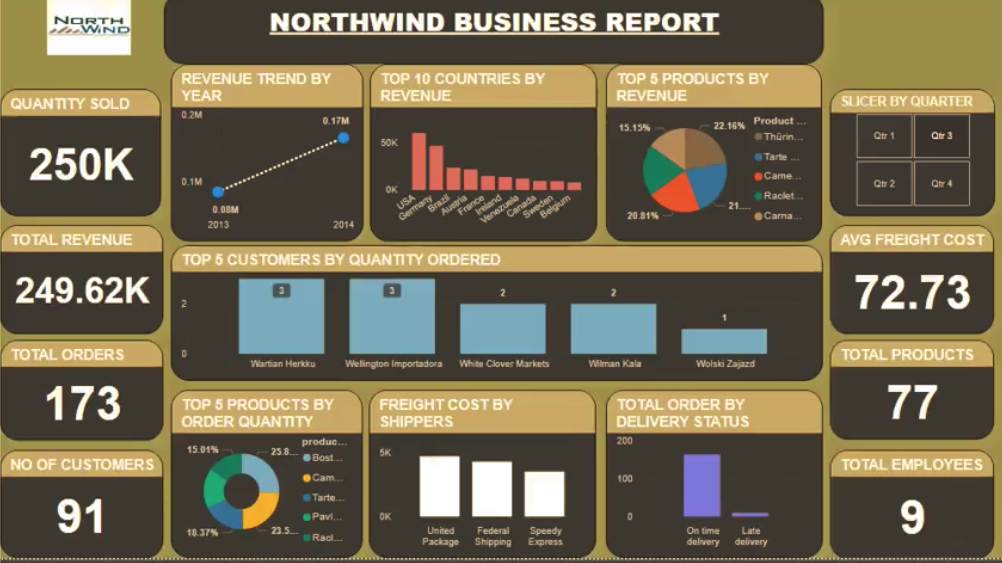 NORTH
WIND
NORTHWIND BUSINESS REPORT
QUANTITY SOLD
250K
TOTAL REVENUE
249.62K
TOTAL ORDERS
173
NO OF CUSTOMERS
91
REVENUE TREND BY
YEAR
0.2M
0.17M
0.1M
0.08M
2013
2014
TOP 10 COUNTRIES BY
REVENUE
50K
0K
USA
Germany
Brazil
Austria
France
Ireland
Venezuela
Canada
Sweden
Belgium
TOP 5 PRODUCTS BY
REVENUE
15.15%
22.16%
20.81%
21....
Product ...
Thürin...
Tarte ...
Came...
Raclet...
Carna...
SLICER BY QUARTER
Qtr 1
Qtr 3
Qtr 2
Qtr 4
TOP 5 CUSTOMERS BY QUANTITY ORDERED
2
0
3
3
2
2
1
Wartian Herkku
Wellington Importadora
White Clover Markets
Wilman Kala
Wolski Zajazd
AVG FREIGHT COST
72.73
TOTAL PRODUCTS
77
TOTAL EMPLOYEES
9
TOP 5 PRODUCTS BY
ORDER QUANTITY
15.01%
25.8...
18.37%
23.5...
produc...
Bost...
Cam...
Tarte...
Pavl...
Racl...
FREIGHT COST BY
SHIPPERS
5K
0K
United
Package
Federal
Shipping
Speedy
Express
TOTAL ORDER BY
DELIVERY STATUS
200
100
0
On time
delivery
Late
delivery